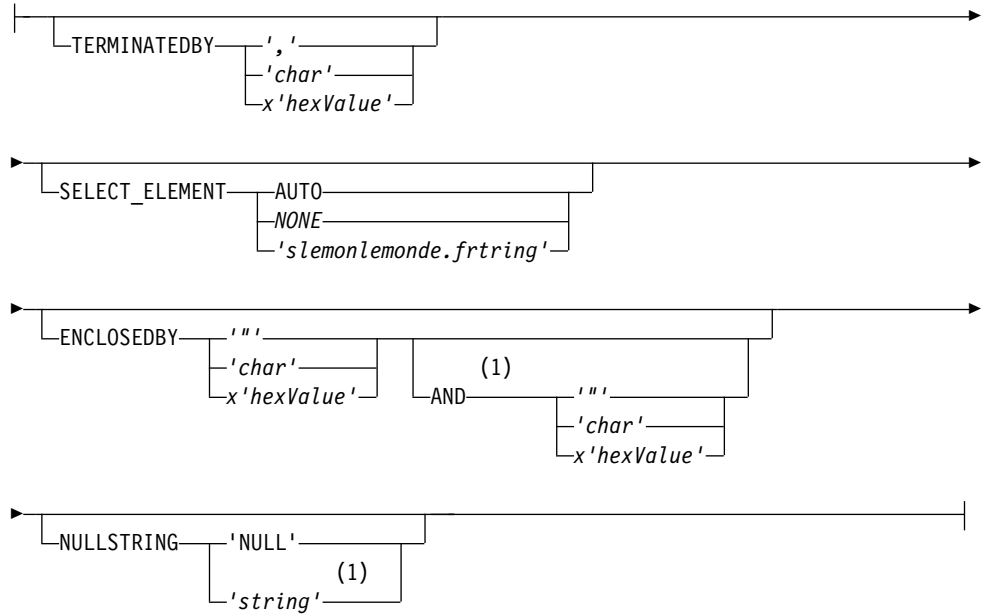 TERMINATEDBY ','
'char'
x'hexValue'
SELECT_ELEMENT AUTO
NONE
'slemonlemonde.frtring'
ENCLOSEDBY '"'
'char'
x'hexValue'
(1)
AND '"'
'char'
x'hexValue'
NULLSTRING 'NULL'
(1)
'string'